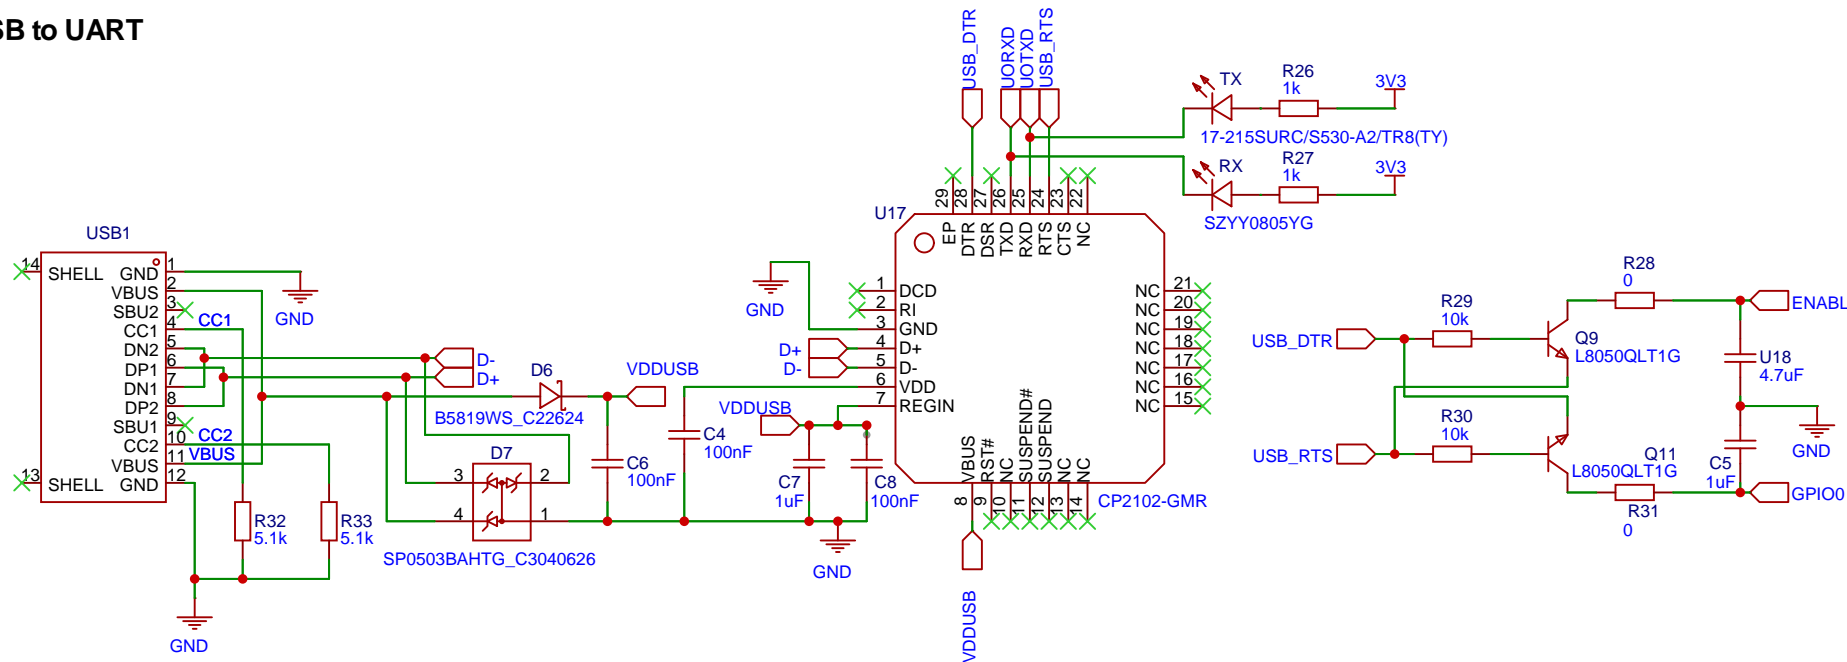 SB to UART
USB_DTR
UORXD
UOTXD
USB_RTS
TX
R26
1k
3V3
17-215SURC/S530-A2/TR8(TY)
RX
R27
1k
3V3
SZYY0805YG
U17
29 28 27 26 25 24 23 22
EP DTR DSR TXD RXD RTS CTS NC
1 DCD
2 RI
3 GND
4 D+
5 D-
6 VDD
7 REGIN
NC 21
NC 20
NC 19
NC 18
NC 17
NC 16
NC 15
VBUS RST# NC SUSPEND# SUSPEND NC NC
8 9 10 11 12 13 14
CP2102-GMR
VDDUSB
GND
D+
D-
VDDUSB
USB1
14 SHELL
13 SHELL
GND 1
VBUS 2
SBU2 3
CC1 4
DN2 5
DP1 6
DN1 7
DP2 8
SBU1 9
CC2 10
VBUS 11
GND 12
CC1
CC2
VBUS
GND
D-
D+
D6
B5819WS_C22624
VDDUSB
D7
3 2
4 1
SP0503BAHTG_C3040626
C6
100nF
C4
100nF
C7
1uF
C8
100nF
GND
R32
5.1k
R33
5.1k
GND
USB_DTR
R29
10k
Q9
L8050QLT1G
R28
0
ENABL
U18
4.7uF
USB_RTS
R30
10k
Q11
L8050QLT1G
C5
1uF
GND
R31
0
GPIO0